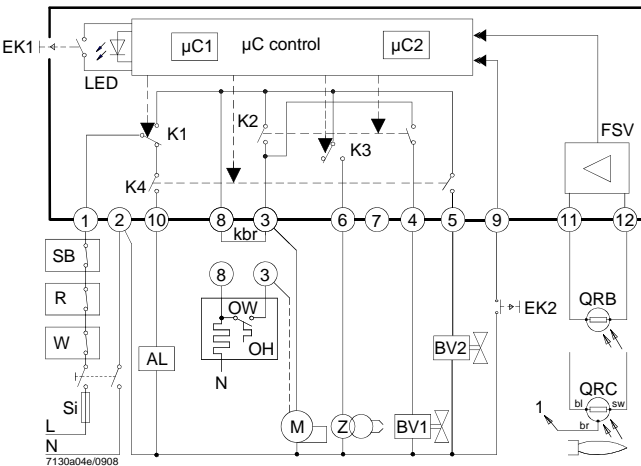 EK1
LED
µC1
µC control
µC2
K1
K2
K3
K4
FSV
1
2
10
8
3
6
7
4
5
9
11
12
kbr
SB
R
W
Si
L
N
7130a04e/0908
AL
8
3
OW
OH
N
M
Z
BV1
BV2
EK2
QRB
QRC
bl
sw
br
1